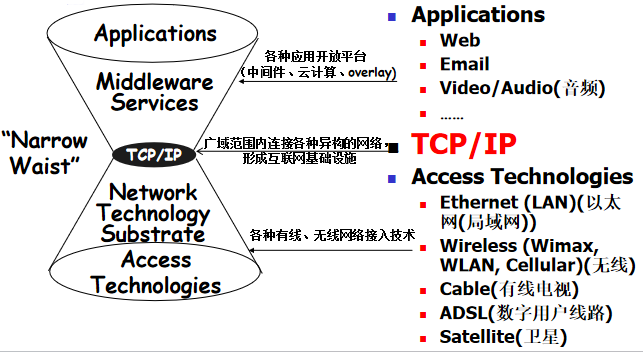 Applications
Middleware
Services
"Narrow
Waist"
TCP/IP
Network
Technology
Substrate
Access
Technologies
各种应用开放平台
(中间件、云计算、overlay)
广域范围内连接各种异构的网络，
形成互联网基础设施
各种有线、无线网络接入技术
Applications
Web
Email
Video/Audio(音频)
……
TCP/IP
Access Technologies
Ethernet (LAN)(以太
网(局域网))
Wireless (Wimax,
WLAN, Cellular)(无线)
Cable(有线电视)
ADSL(数字用户线路)
Satellite(卫星)